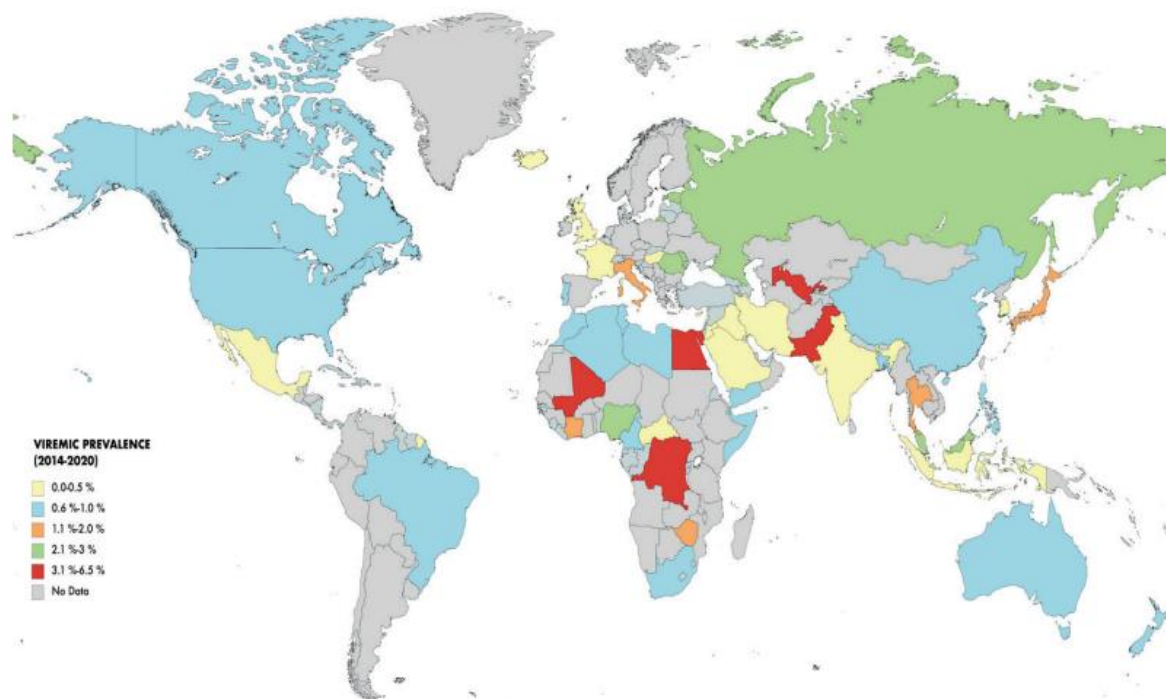 VIREMIC PREVALENCE
(2014-2020)
0.0-0.5 %
0.6 %-1.0 %
1.1 %-2.0 %
2.1 %-3 %
3.1 %-6.5 %
No Data